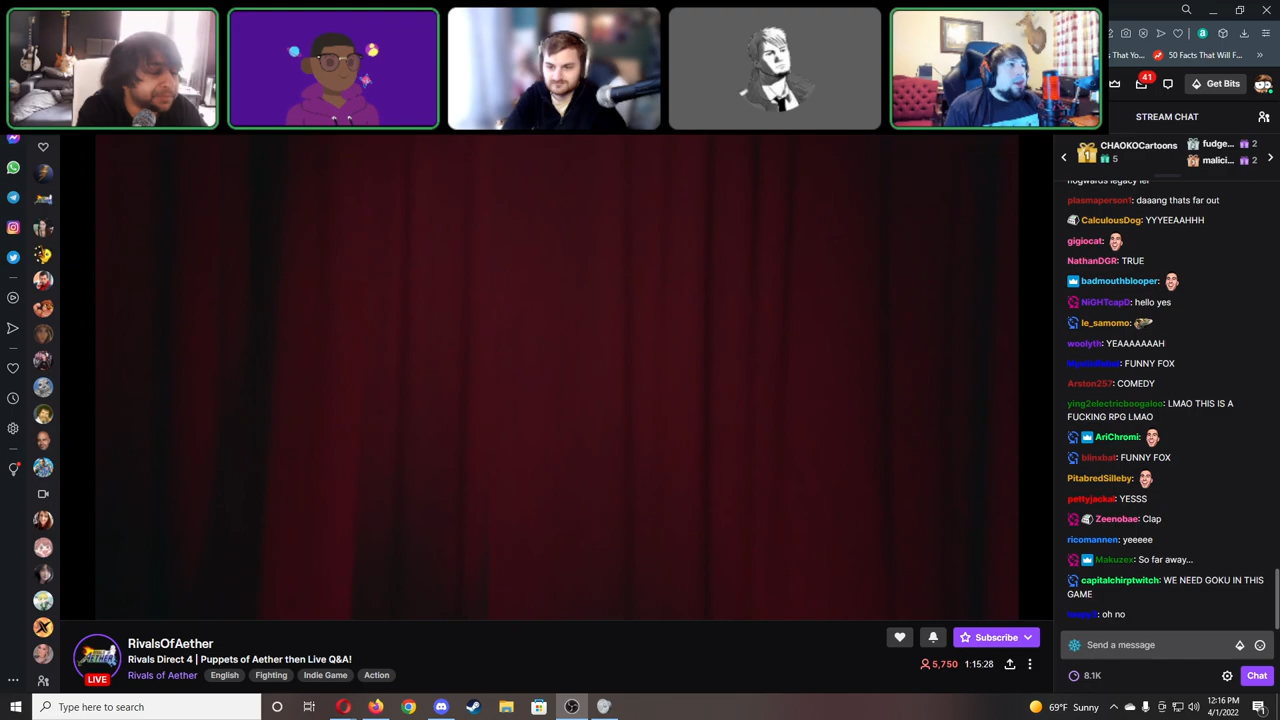 s That You...
50 Facts That Will F...
41
Get Bits
STREAM CHAT
CHAOKOCartoons
5
fudge... 2
malici... 2
hogwards legacy lel
plasmaperson1: daaang thats far out
CalculousDog: YYYEEAAHHH
gigiocat:
NathanDGR: TRUE
badmouthblooper:
NiGHTcapD: hello yes
le_samomo:
woolyth: YEAAAAAAAH
FUNNY FOX
Arston257: COMEDY
ying2electricboogaloo: LMAO THIS IS A
FUCKING RPG LMAO
AriChromi:
blinxbat: FUNNY FOX
PitabredSilleby:
pettyjackal: YESSS
Zeenobae: Clap
ricomannen: yeeeee
Makuzex: So far away...
capitalchirptwitch: WE NEED GOKU IN THIS
GAME
oh no
Send a message
8.1K
Chat
RivalsOfAether
Rivals Direct 4 | Puppets of Aether then Live Q&A!
Rivals of Aether English Fighting Indie Game Action
LIVE
Subscribe
5,750 1:15:28
Type here to search
69°F Sunny
12:16 PM
4/1/2022